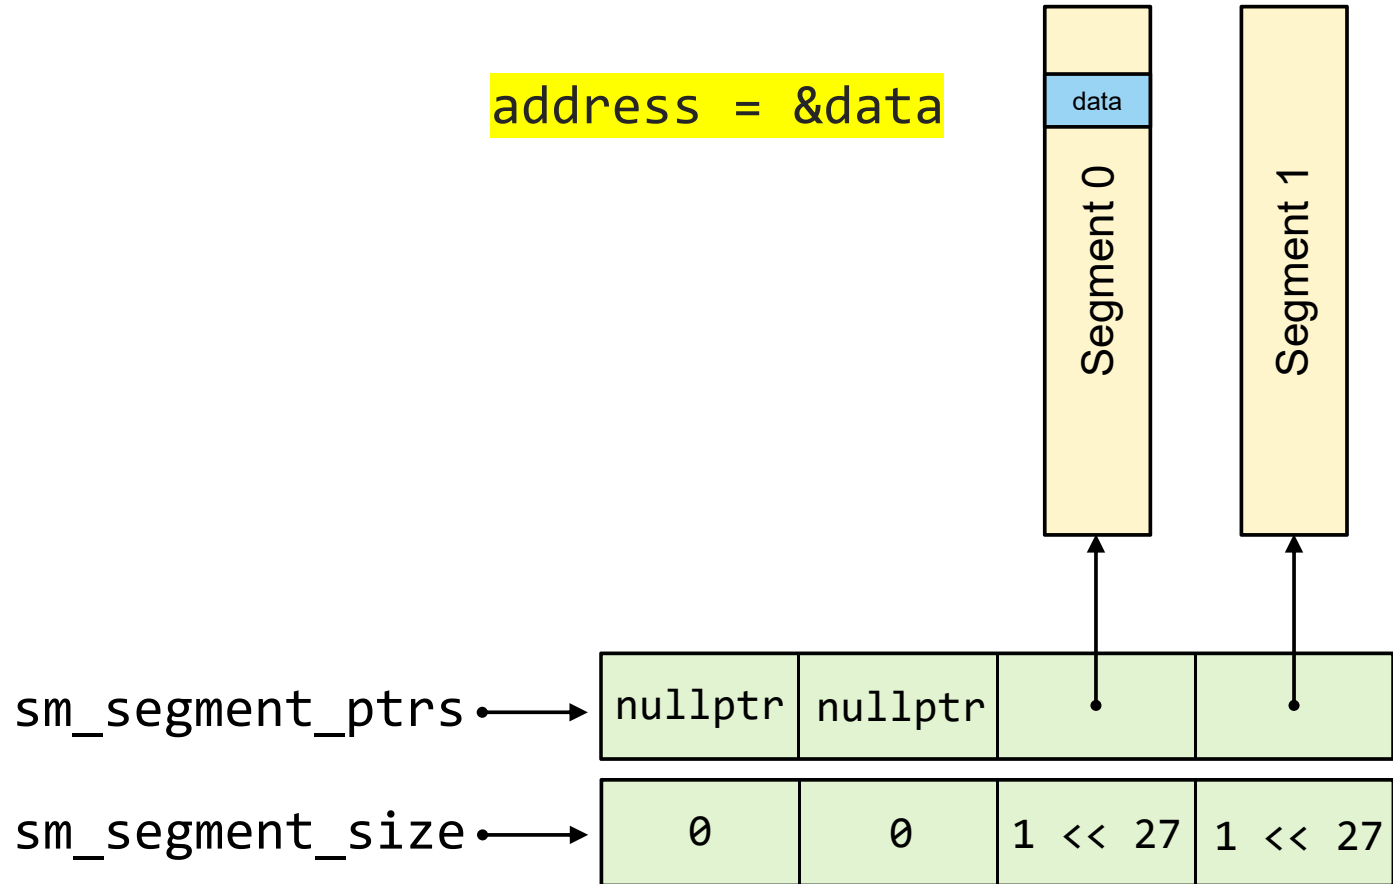 address = &data
data
Segment 0
Segment 1
sm_segment_ptrs
nullptr
nullptr
sm_segment_size
0
0
1 << 27
1 << 27